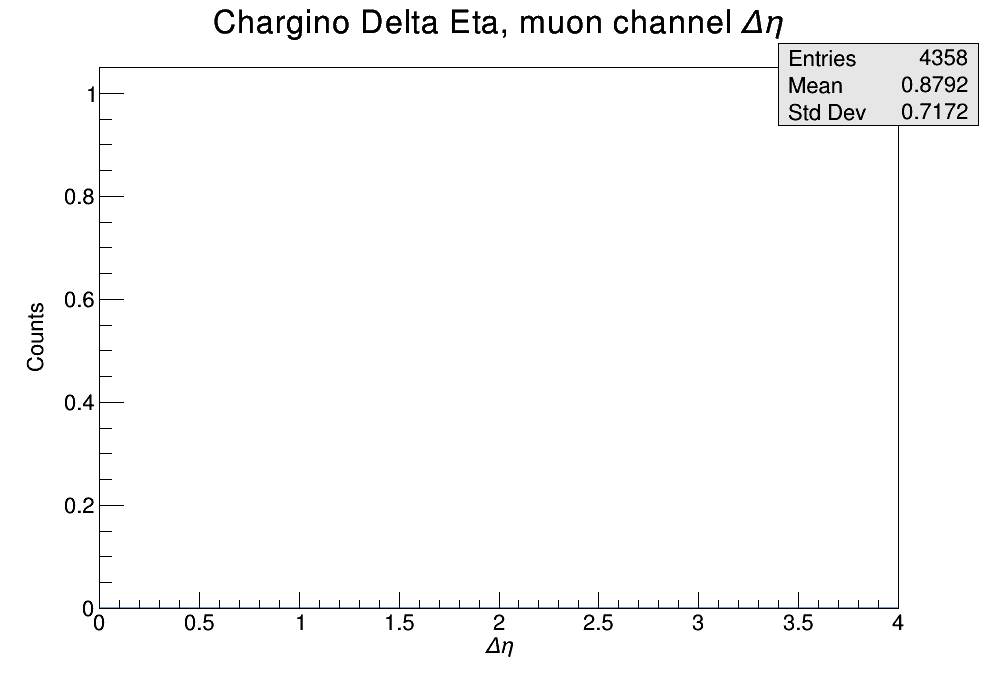 Chargino Delta Eta, muon channel Δη
Entries 4358
Mean 0.8792
Std Dev 0.7172
1
0.8
0.6
0.4
0.2
0
Counts
0 0.5 1 1.5 2 2.5 3 3.5 4
Δη